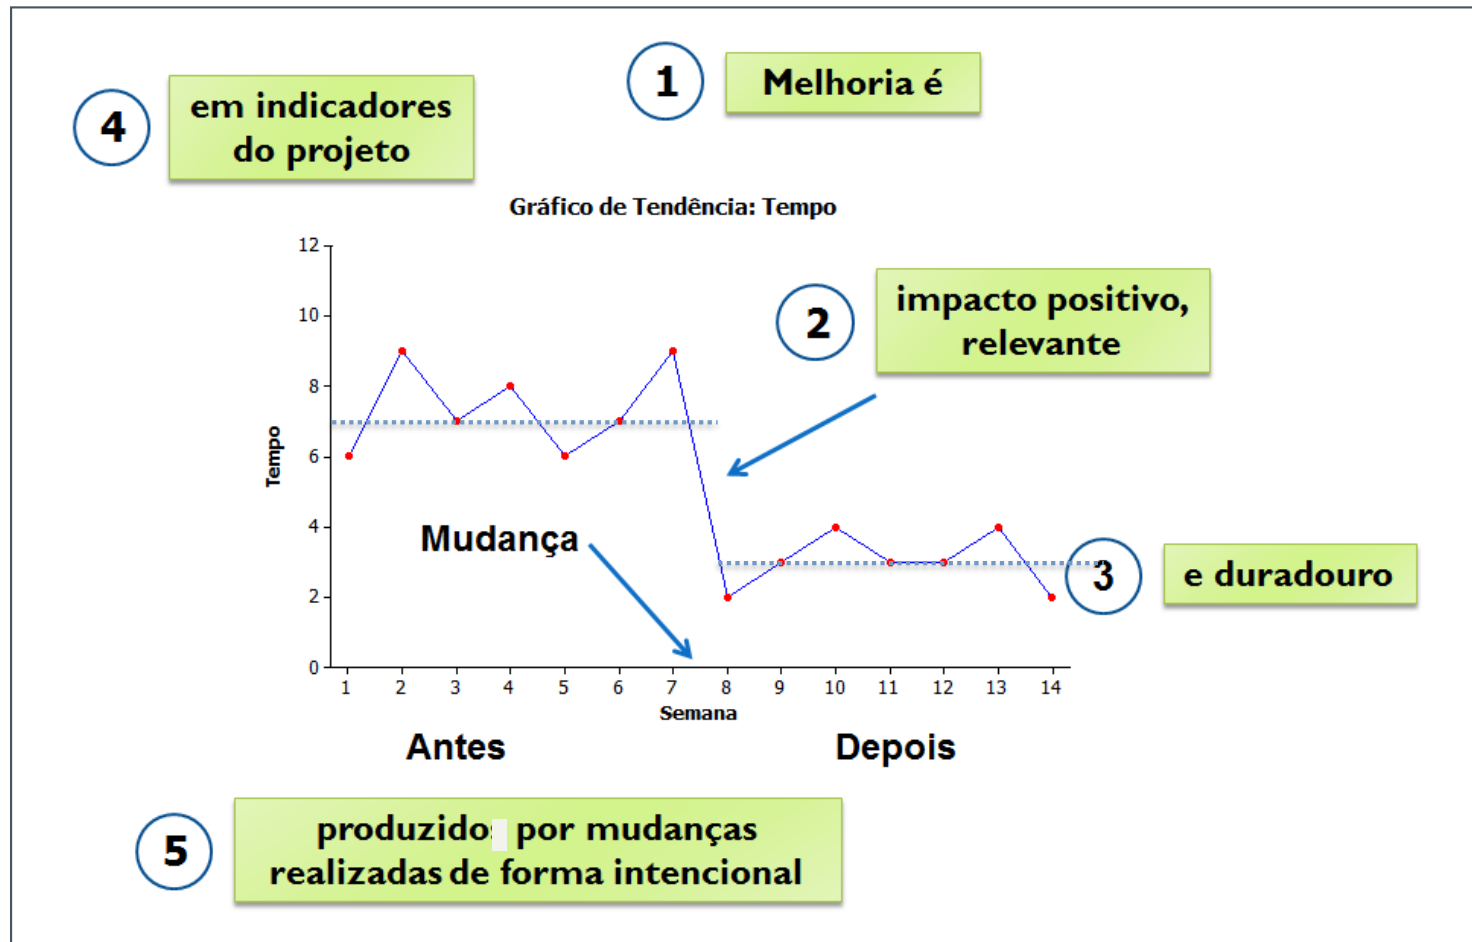 1
Melhoria é
4
em indicadores
do projeto
Gráfico de Tendência: Tempo
12
10
8
6
4
2
0
Tempo
2
impacto positivo,
relevante
Mudança
3
e duradouro
1 2 3 4 5 6 7 8 9 10 11 12 13 14
Semana
Antes
Depois
5
produzido por mudanças
realizadas de forma intencional